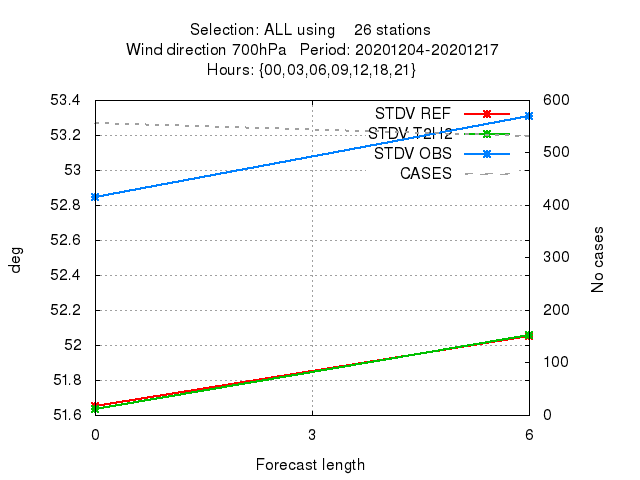 Selection: ALL using 26 stations
Wind direction 700hPa Period: 20201204-20201217
Hours: {00,03,06,09,12,18,21}
53.4
53.2
53
52.8
52.6
52.4
52.2
52
51.8
51.6
deg
STDV REF
STDV T2H2
STDV OBS
CASES
600
500
400
300
200
100
0
No cases
0 3 6
Forecast length